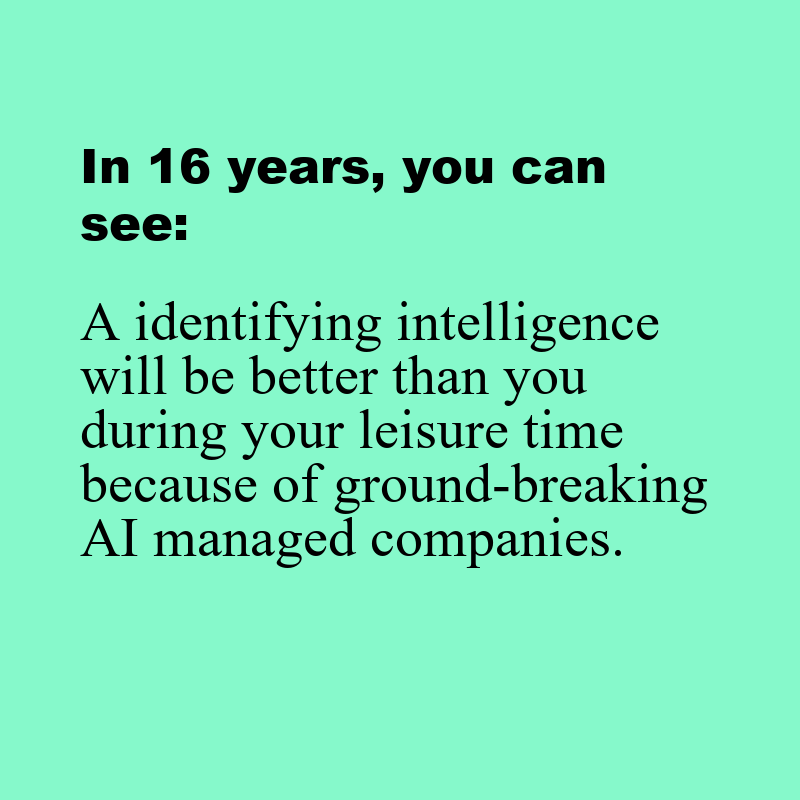 In 16 years, you can
see:
A identifying intelligence
will be better than you
during your leisure time
because of ground-breaking
AI managed companies.